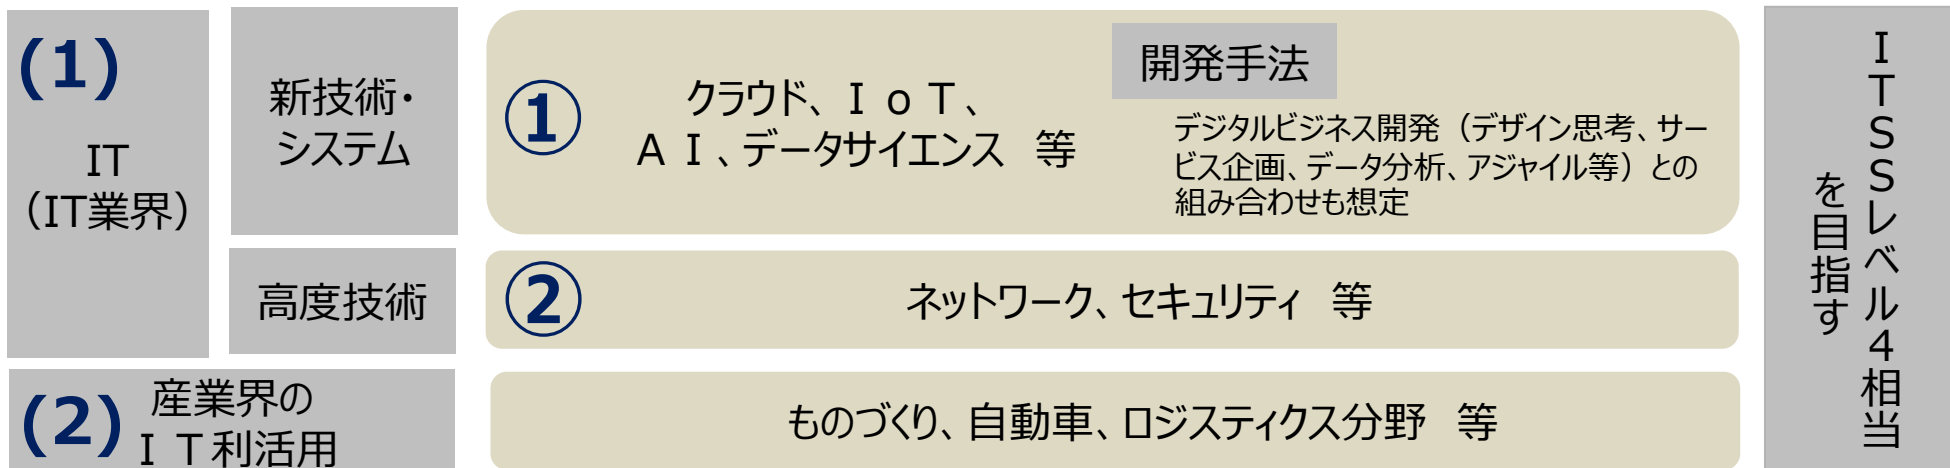 (1)
IT
（IT業界）
新技術・
システム
①
クラウド、ＩｏＴ、
ＡＩ、データサイエンス　等
開発手法
デジタルビジネス開発（デザイン思考、サー
ビス企画、データ分析、アジャイル等）との
組み合わせも想定
高度技術
②
ネットワーク、セキュリティ　等
(2)
産業界の
ＩＴ利活用
ものづくり、自動車、ロジスティクス分野　等
ＩＴＳＳレベル４相当
を目指す